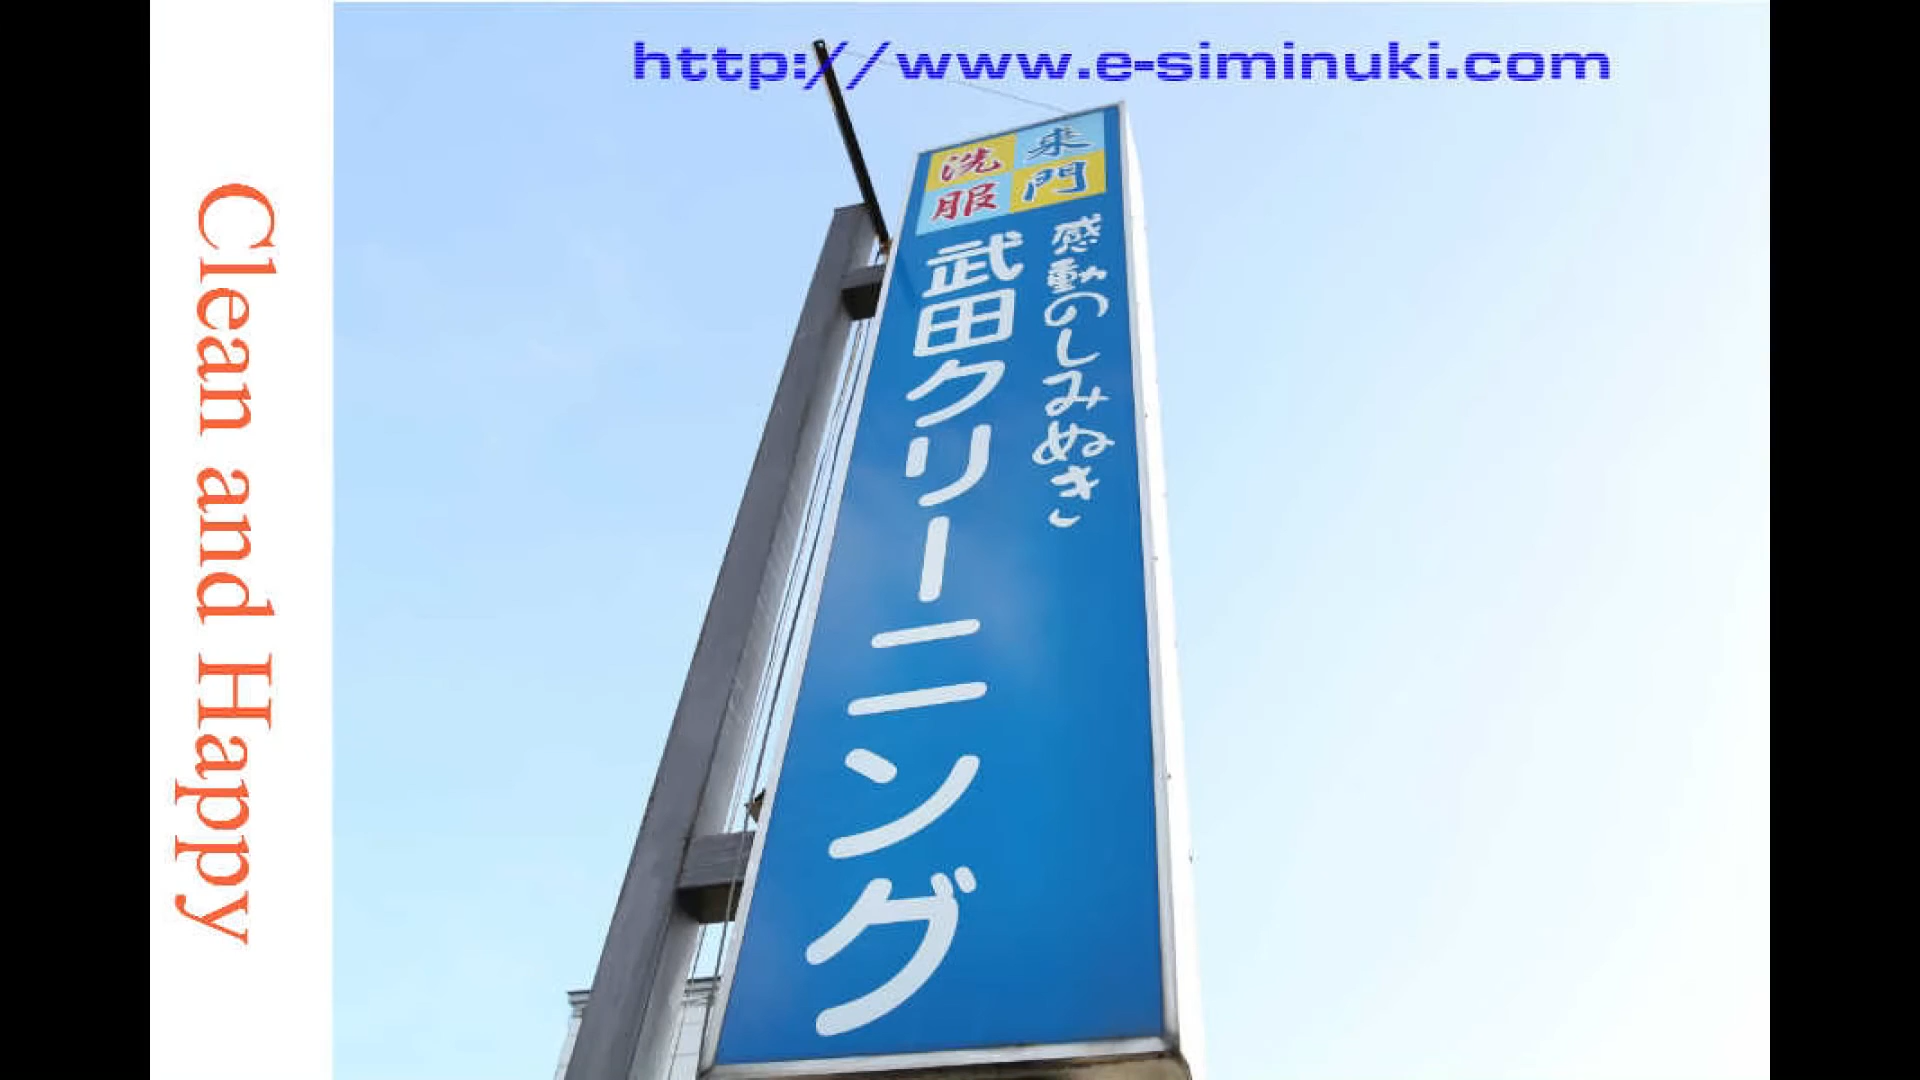 http://www.e-siminuki.com
Clean and Happy
来門
洗服
感動のしみぬき
武田クリーニング